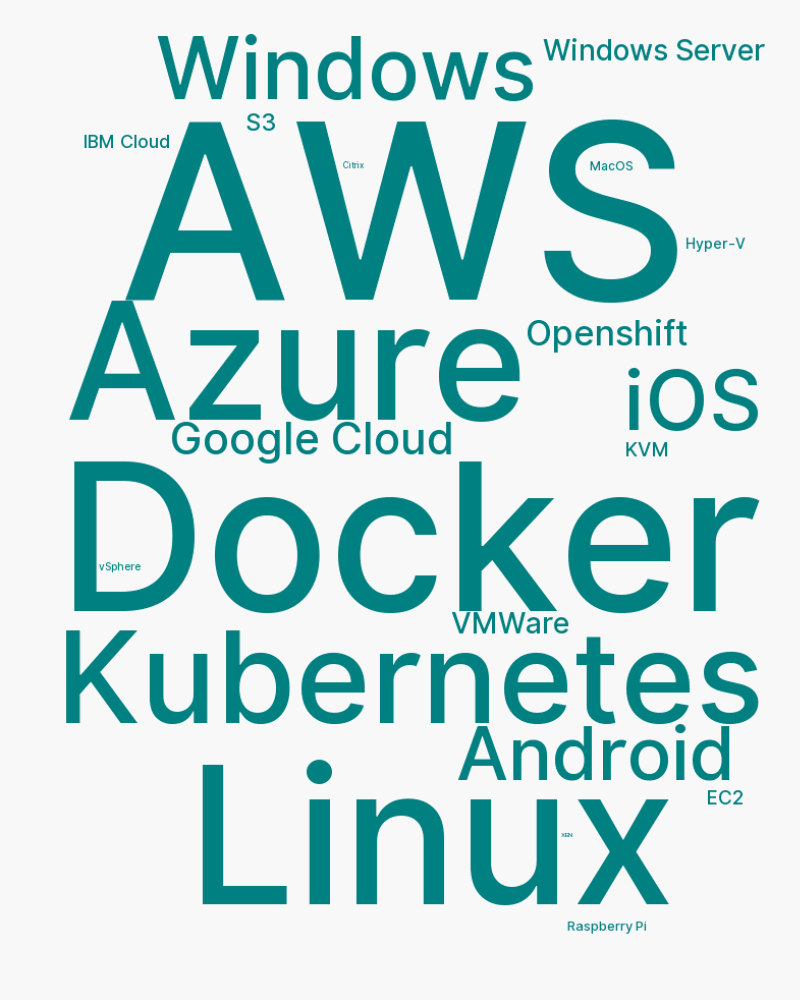 Windows
Windows Server
S3
IBM Cloud
AWS
Citrix
MacOS
Hyper-V
Azure
Openshift
iOS
Google Cloud
KVM
Docker
vSphere
VMWare
Kubernetes
Android
EC2
Linux
XEN
Raspberry Pi